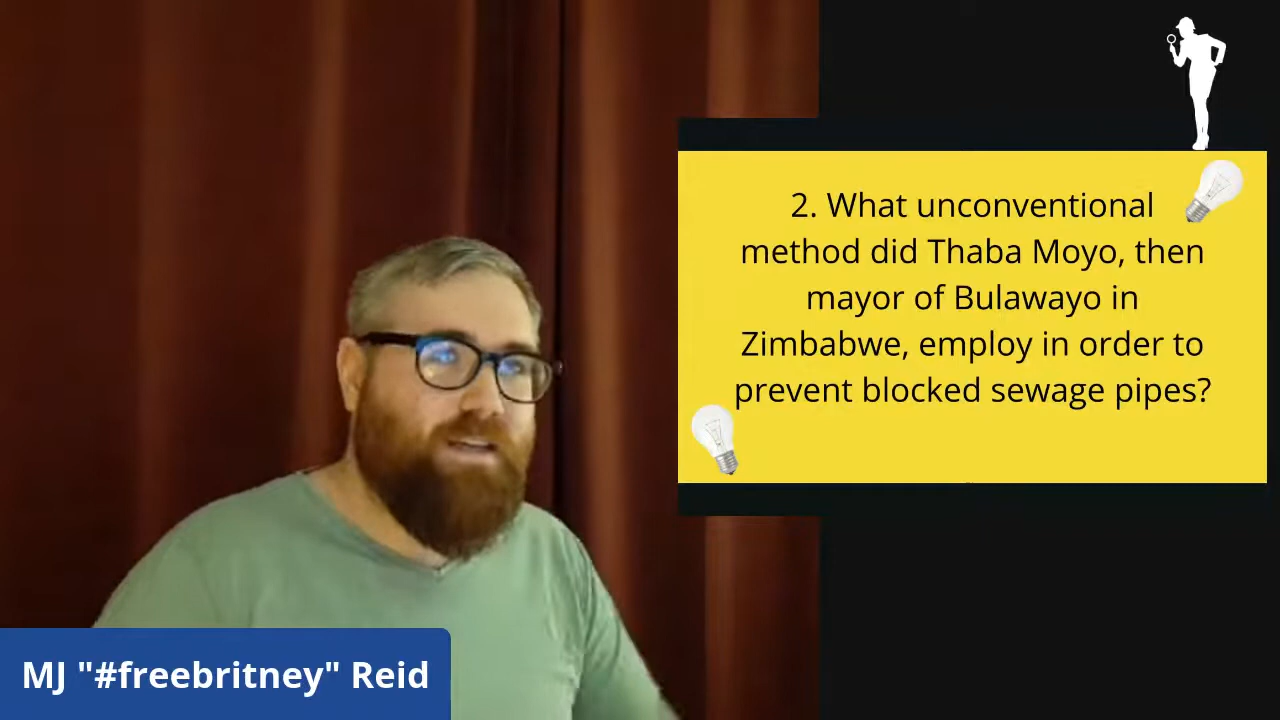 2. What unconventional
method did Thaba Moyo, then
mayor of Bulawayo in
Zimbabwe, employ in order to
prevent blocked sewage pipes?
MJ "#freebritney" Reid